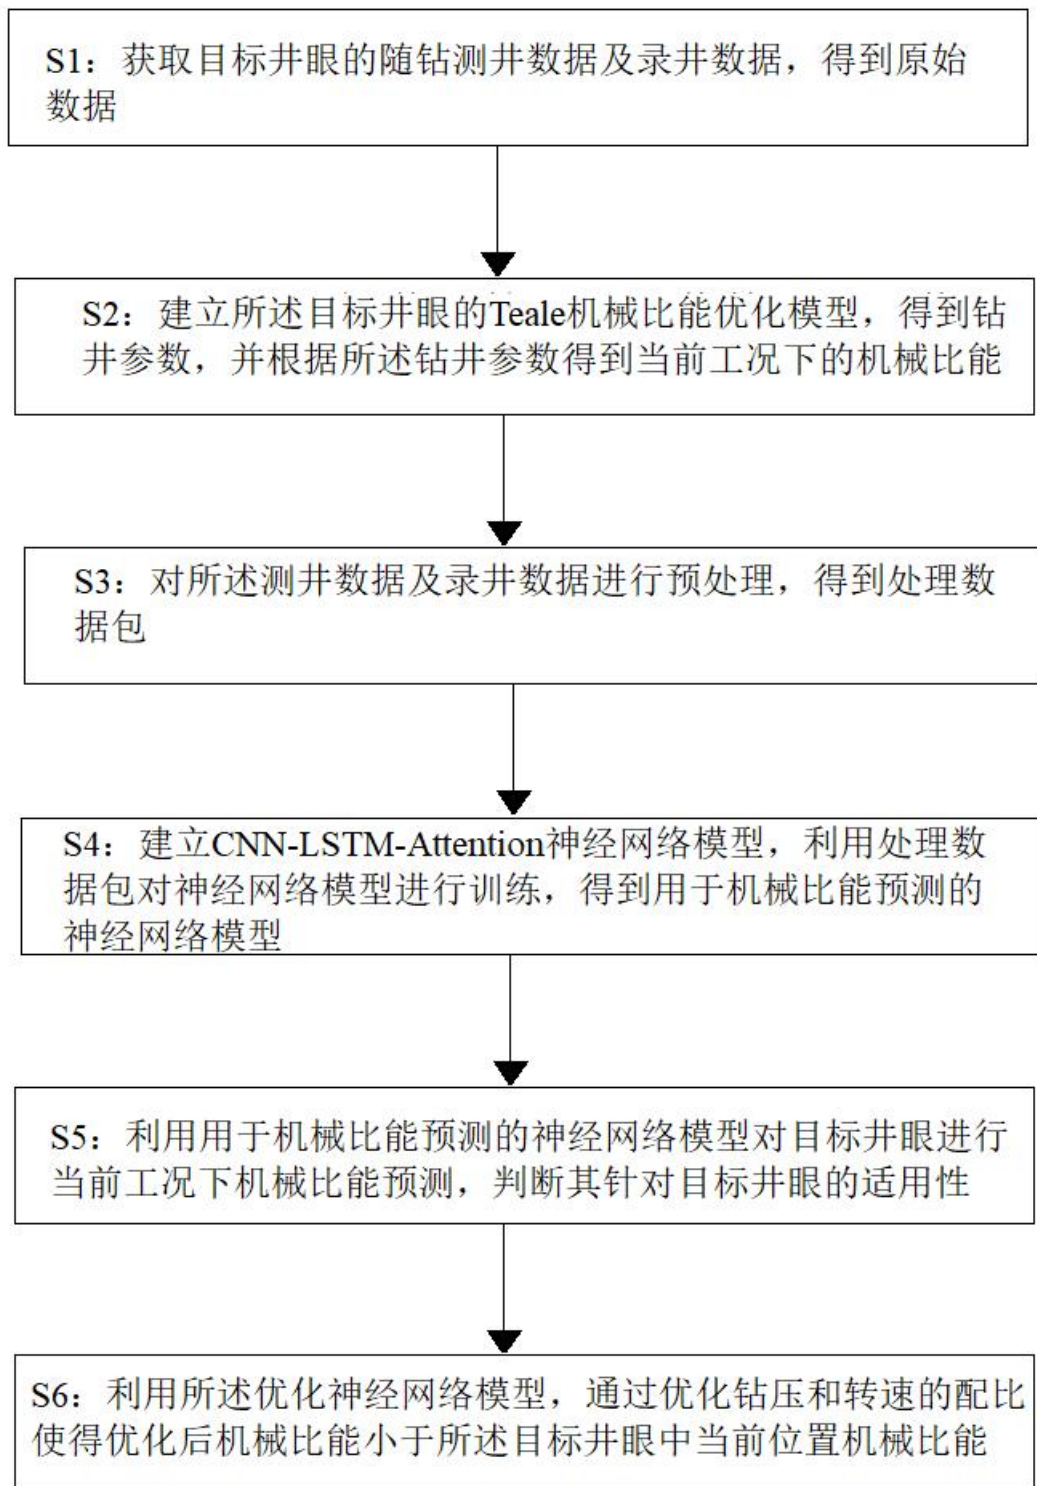 S1：获取目标井眼的随钻测井数据及录井数据，得到原始
数据
S2：建立所述目标井眼的Teale机械比能优化模型，得到钻
井参数，并根据所述钻井参数得到当前工况下的机械比能
S3：对所述测井数据及录井数据进行预处理，得到处理数
据包
S4：建立CNN-LSTM-Attention神经网络模型，利用处理数
据包对神经网络模型进行训练，得到用于机械比能预测的
神经网络模型
S5：利用用于机械比能预测的神经网络模型对目标井眼进行
当前工况下机械比能预测，判断其针对目标井眼的适用性
S6：利用所述优化神经网络模型，通过优化钻压和转速的配比
使得优化后机械比能小于所述目标井眼中当前位置机械比能